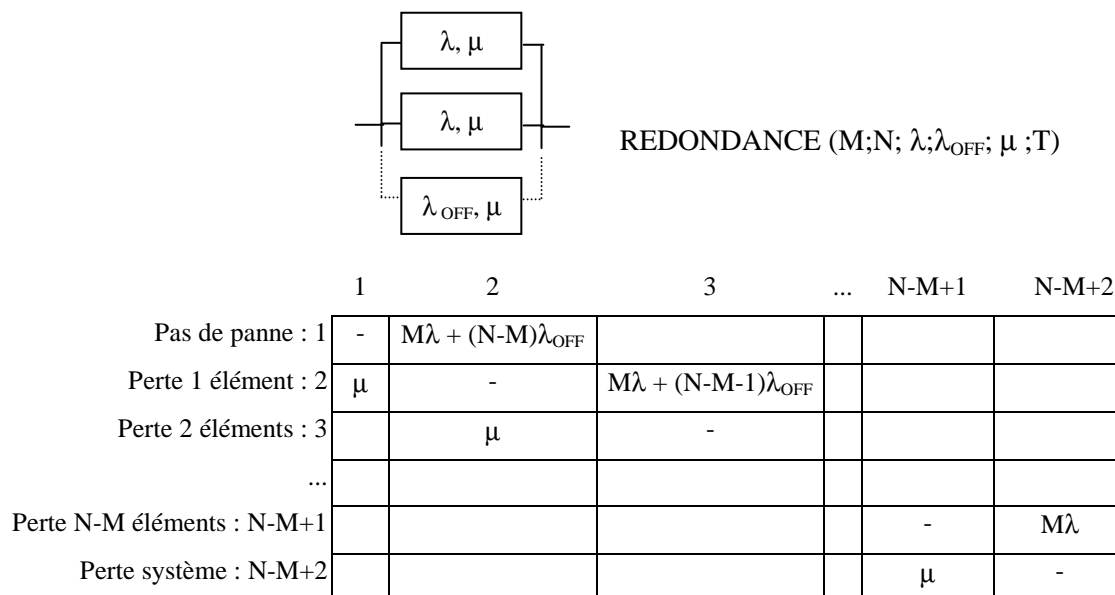 λ, μ
λ, μ
REDONDANCE (M;N; λ;λOFF; μ ;T)
λ OFF, μ
1 2 3 ... N-M+1 N-M+2
Pas de panne : 1 - Mλ + (N-M)λOFF
Perte 1 élément : 2 μ - Mλ + (N-M-1)λOFF
Perte 2 éléments : 3 μ -
...
Perte N-M éléments : N-M+1 - Mλ
Perte système : N-M+2 μ -